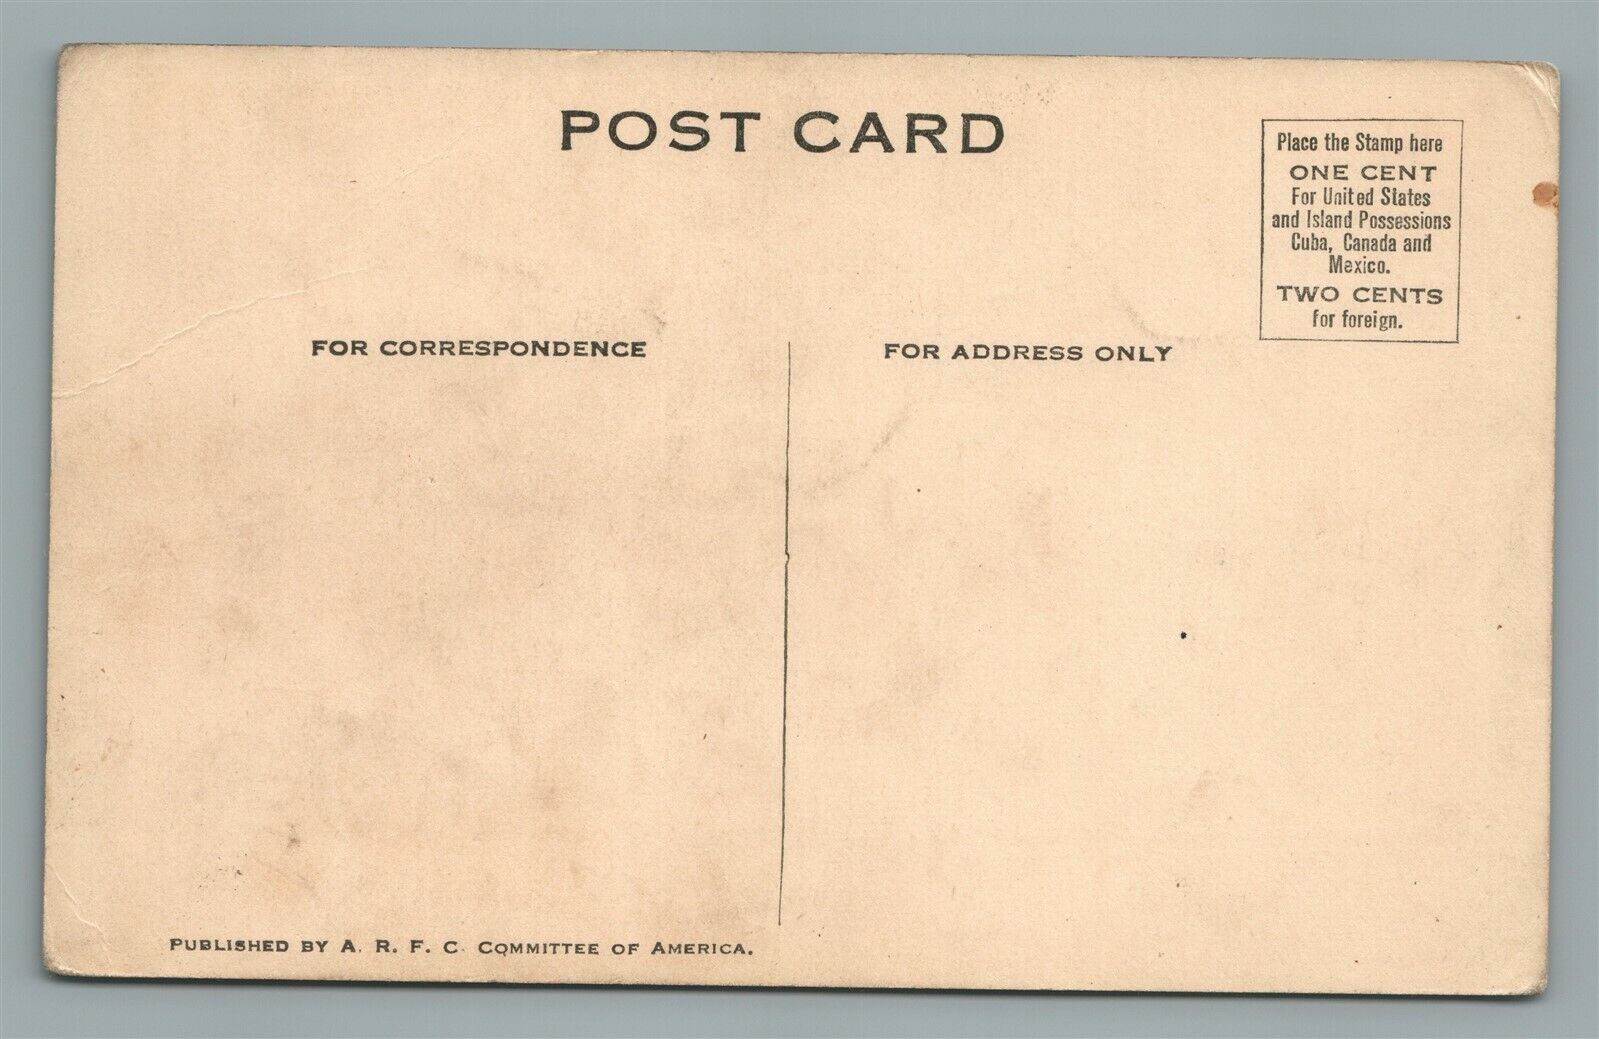 POST CARD
Place the Stamp here
ONE CENT
For United States
and Island Possessions
Cuba, Canada and
Mexico.
TWO CENTS
for foreign.
FOR CORRESPONDENCE
FOR ADDRESS ONLY
PUBLISHED BY A. R. F. C. COMMITTEE OF AMERICA.